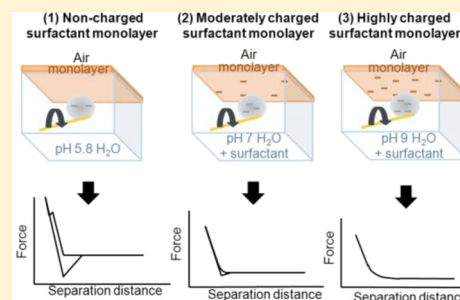 (1) Non-charged
surfactant monolayer
Air
monolayer
pH 5.8 H₂O
Force
Separation distance
(2) Moderately charged
surfactant monolayer
Air
monolayer
pH 7 H₂O
+ surfactant
Force
Separation distance
(3) Highly charged
surfactant monolayer
Air
monolayer
pH 9 H₂O
+ surfactant
Force
Separation distance